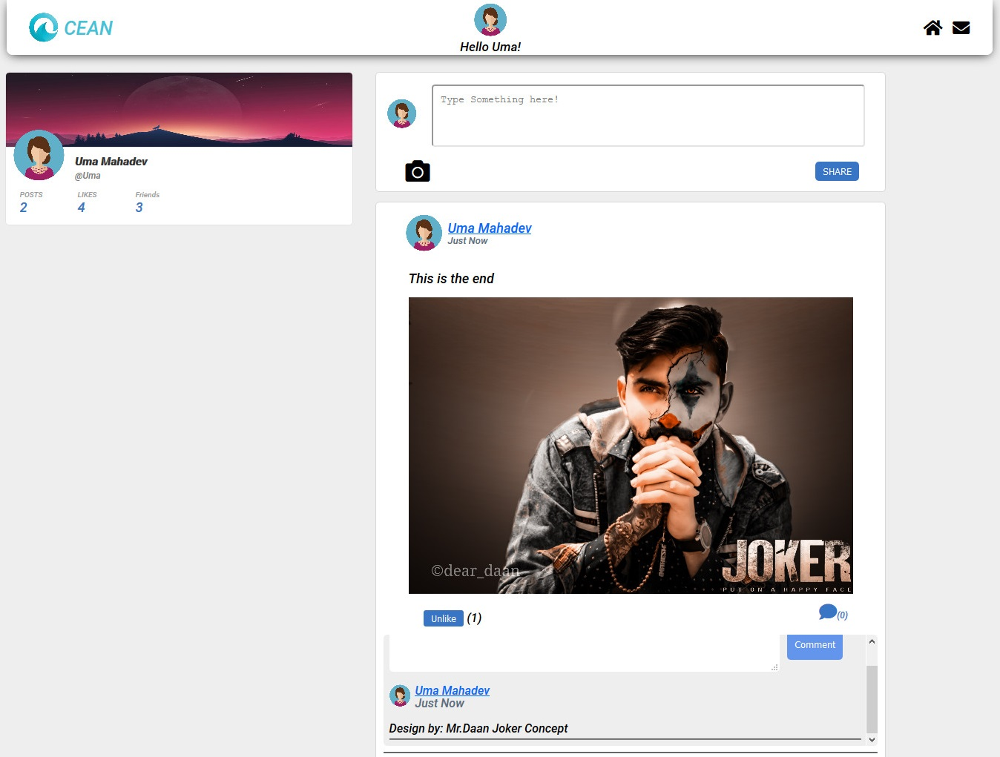 CEAN
Hello Uma!
Uma Mahadev
@Uma
POSTS LIKES Friends
2 4 3
Type Something here!
SHARE
Uma Mahadev
Just Now
This is the end
©dear_daan
JOKER
PUT ON A HAPPY FACE
Unlike (1)
(0)
Comment
Uma Mahadev
Just Now
Design by: Mr.Daan Joker Concept